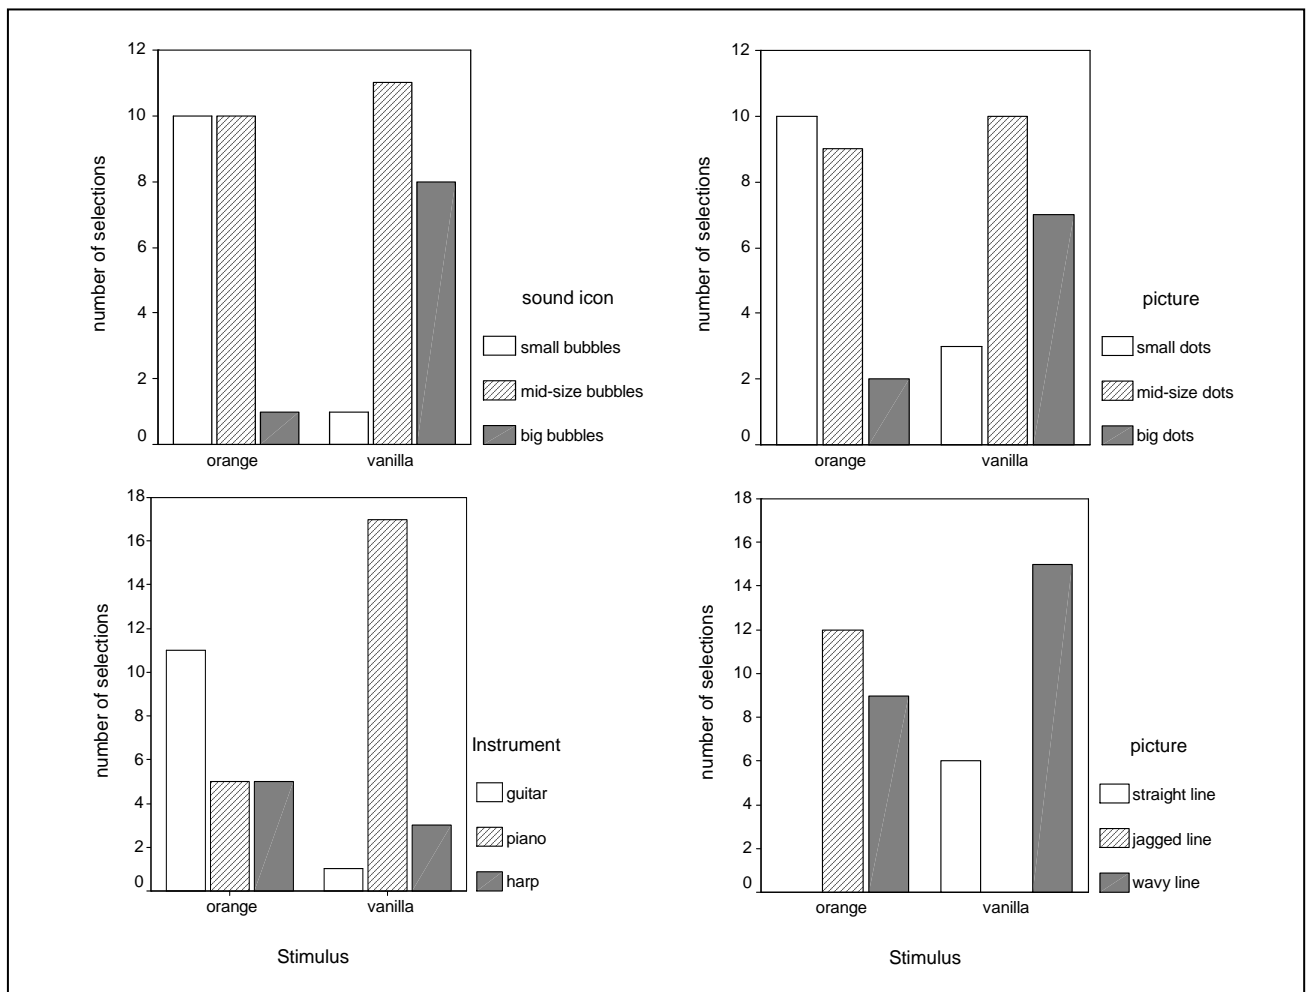 12
10
8
6
4
2
0
number of selections
orange
vanilla
sound icon
small bubbles
mid-size bubbles
big bubbles
12
10
8
6
4
2
0
number of selections
orange
vanilla
picture
small dots
mid-size dots
big dots
18
16
14
12
10
8
6
4
2
0
number of selections
orange
vanilla
Stimulus
Instrument
guitar
piano
harp
18
16
14
12
10
8
6
4
2
0
number of selections
orange
vanilla
Stimulus
picture
straight line
jagged line
wavy line